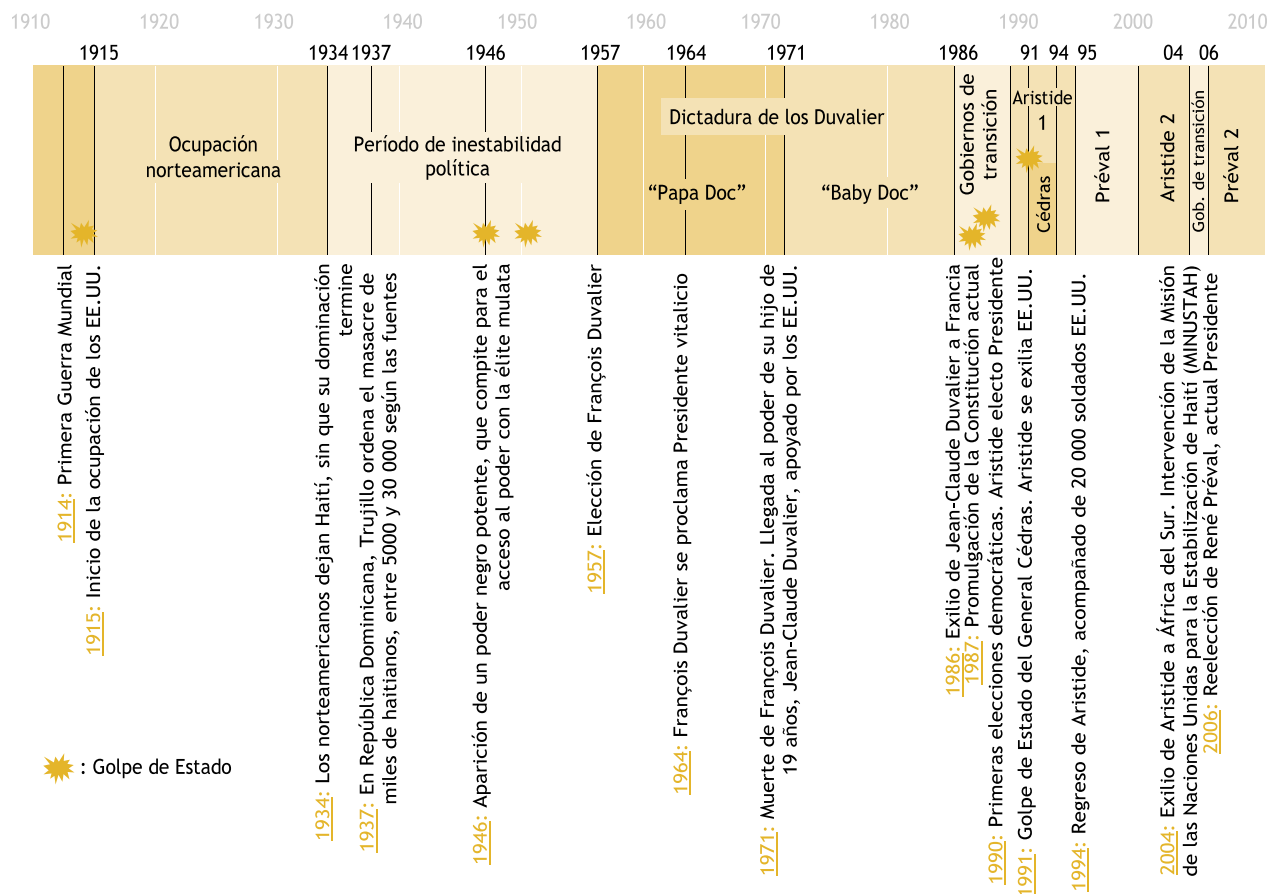 1910 1920 1930 1940 1950 1960 1970 1980 1990 2000 2010
1915 1934 1937 1946 1957 1964 1971 1986 91 94 95 04 06
Ocupación
norteamericana
Período de inestabilidad
política
Dictadura de los Duvalier
“Papa Doc”
“Baby Doc”
Gobiernos de
transición
Aristide
1
Cédras
Préval 1
Aristide 2
Gob. de transición
Préval 2
1914: Primera Guerra Mundial
1915: Inicio de la ocupación de los EE.UU.
1934: Los norteamericanos dejan Haití, sin que su dominación
termine
1937: En República Dominicana, Trujillo ordena el masacre de
miles de haitianos, entre 5000 y 30 000 según las fuentes
1946: Aparición de un poder negro potente, que compite para el
acceso al poder con la élite mulata
1957: Elección de François Duvalier
1964: François Duvalier se proclama Presidente vitalicio
1971: Muerte de François Duvalier. Llegada al poder de su hijo de
19 años, Jean-Claude Duvalier, apoyado por los EE.UU.
1986: Exilio de Jean-Claude Duvalier a Francia
1987: Promulgación de la Constitución actual
1990: Primeras elecciones democráticas. Aristide electo Presidente
1991: Golpe de Estado del General Cédras. Aristide se exilia EE.UU.
1994: Regreso de Aristide, acompañado de 20 000 soldados EE.UU.
2004: Exilio de Aristide a África del Sur. Intervención de la Misión
de las Naciones Unidas para la Estabilización de Haití (MINUSTAH)
2006: Reelección de René Préval, actual Presidente
: Golpe de Estado